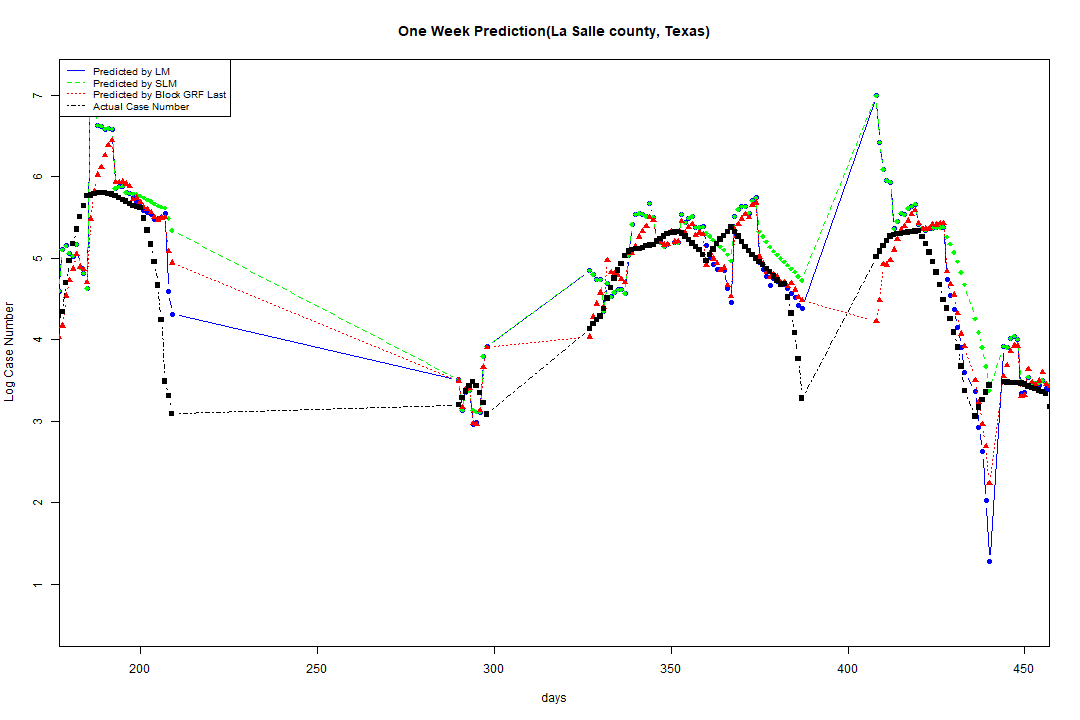 One Week Prediction(La Salle county, Texas)
Predicted by LM
Predicted by SLM
Predicted by Block GRF Last
Actual Case Number
7
6
5
4
3
2
1
Log Case Number
200
250
300
350
400
450
days